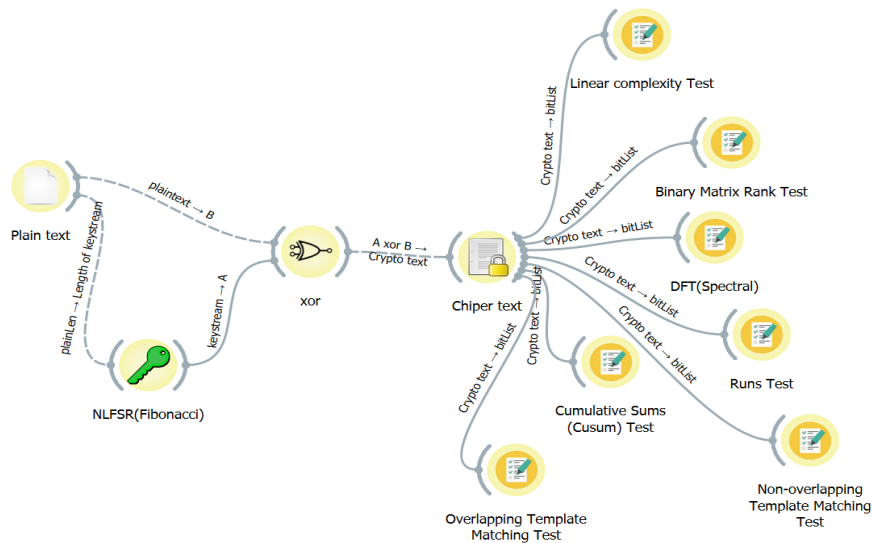 Linear complexity Test
Crypto text → bitList
Binary Matrix Rank Test
Crypto text → bitList
plaintext → B
Plain text
Crypto text → bitList
A xor B →
Crypto text
DFT(Spectral)
xor
Chiper text
Crypto text → bitList
plainLen → Length of keystream
keystream → A
Crypto text → bitList
Crypto text → bitList
Crypto text → bitList
Runs Test
NLFSR(Fibonacci)
Cumulative Sums
(Cusum) Test
Non-overlapping
Template Matching
Test
Overlapping Template
Matching Test